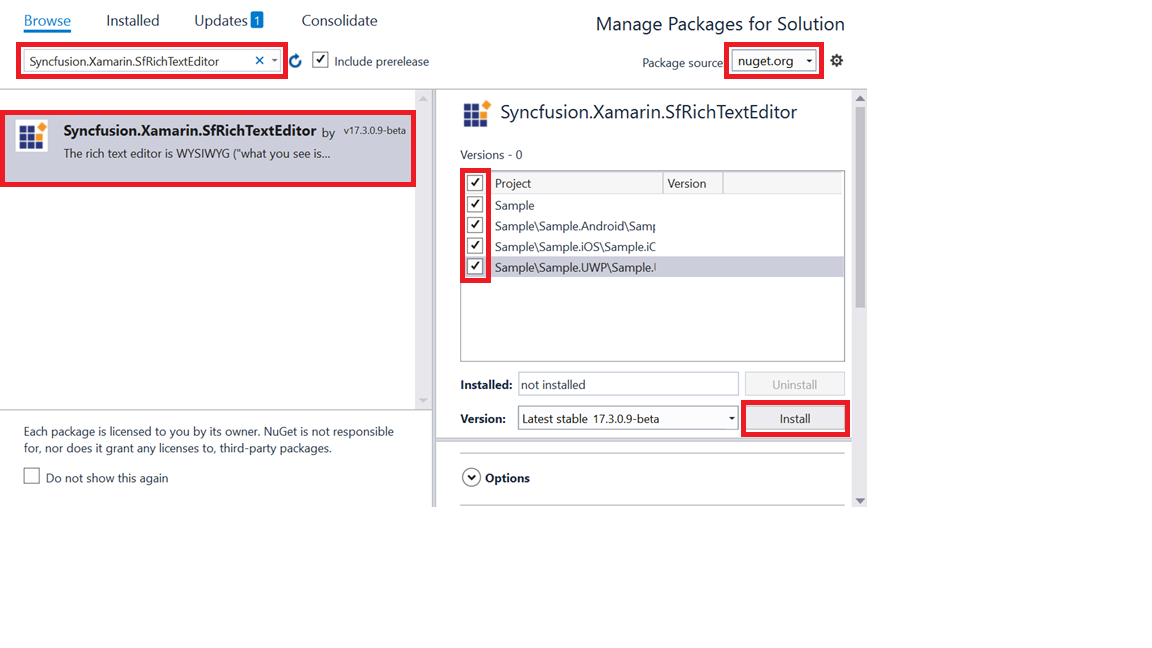 Browse Installed Updates 1 Consolidate
Manage Packages for Solution
Syncfusion.Xamarin.SfRichTextEditor
Include prerelease
Package source
nuget.org
Syncfusion.Xamarin.SfRichTextEditor by v17.3.0.9-beta
The rich text editor is WYSIWYG ("what you see is...
Syncfusion.Xamarin.SfRichTextEditor
Versions - 0
Project Version
Sample
Sample\Sample.Android\Samp
Sample\Sample.iOS\Sample.iO
Sample\Sample.UWP\Sample.U
Installed: not installed Uninstall
Version: Latest stable 17.3.0.9-beta Install
Each package is licensed to you by its owner. NuGet is not responsible
for, nor does it grant any licenses to, third-party packages.
Do not show this again
Options